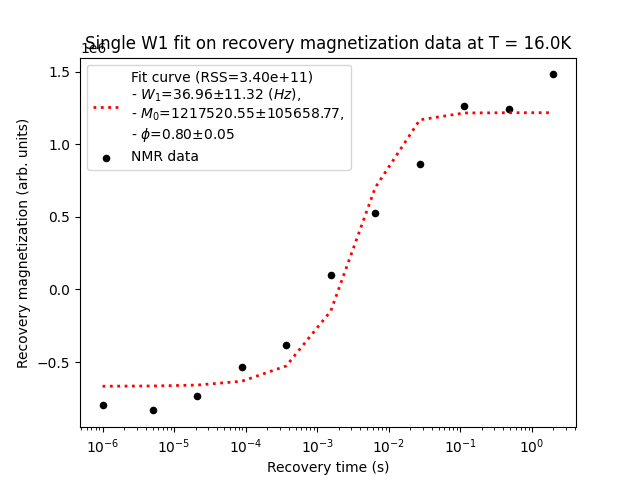 Single W1 fit on recovery magnetization data at T = 16.0K
1e6
Fit curve (RSS=3.40e+11)
- W₁=36.96±11.32 (Hz),
- M₀=1217520.55±105658.77,
- ϕ=0.80±0.05
NMR data
Recovery magnetization (arb. units)
1.5
1.0
0.5
0.0
−0.5
10⁻⁶ 10⁻⁵ 10⁻⁴ 10⁻³ 10⁻² 10⁻¹ 10⁰
Recovery time (s)